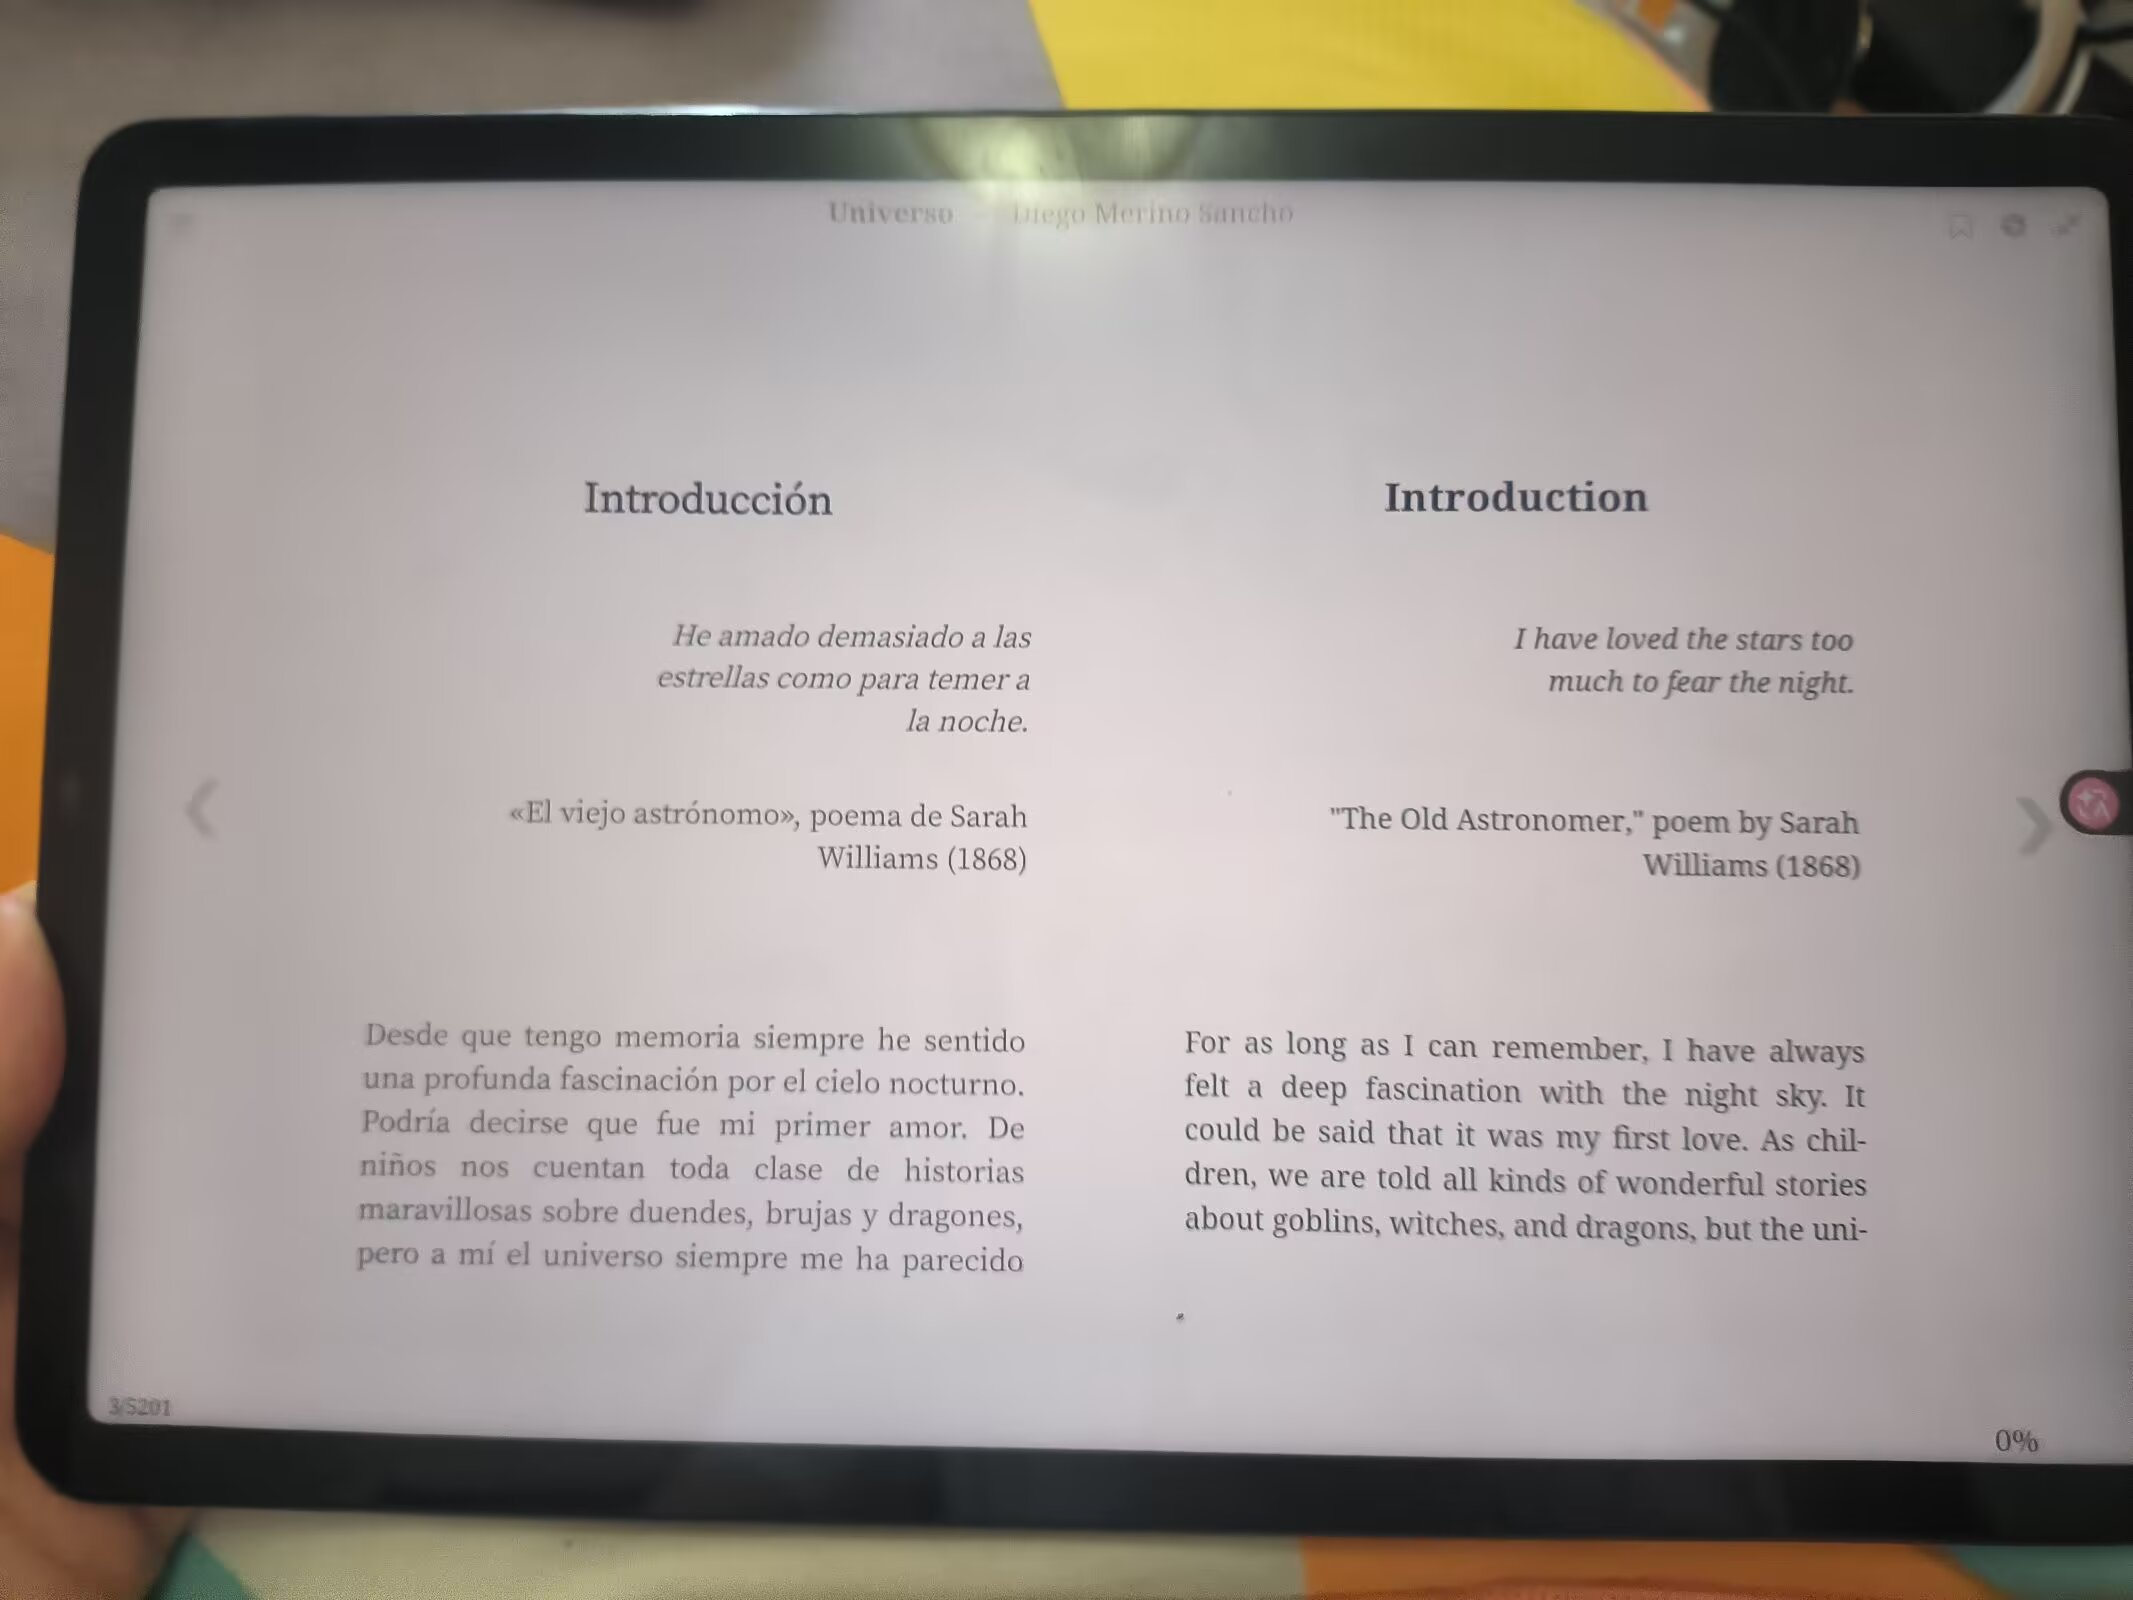 Universo — Diego Merino Sancho
Introducción
He amado demasiado a las
estrellas como para temer a
la noche.
«El viejo astrónomo», poema de Sarah
Williams (1868)
Desde que tengo memoria siempre he sentido
una profunda fascinación por el cielo nocturno.
Podría decirse que fue mi primer amor. De
niños nos cuentan toda clase de historias
maravillosas sobre duendes, brujas y dragones,
pero a mí el universo siempre me ha parecido
Introduction
I have loved the stars too
much to fear the night.
"The Old Astronomer," poem by Sarah
Williams (1868)
For as long as I can remember, I have always
felt a deep fascination with the night sky. It
could be said that it was my first love. As chil-
dren, we are told all kinds of wonderful stories
about goblins, witches, and dragons, but the uni-
3/5201
0%